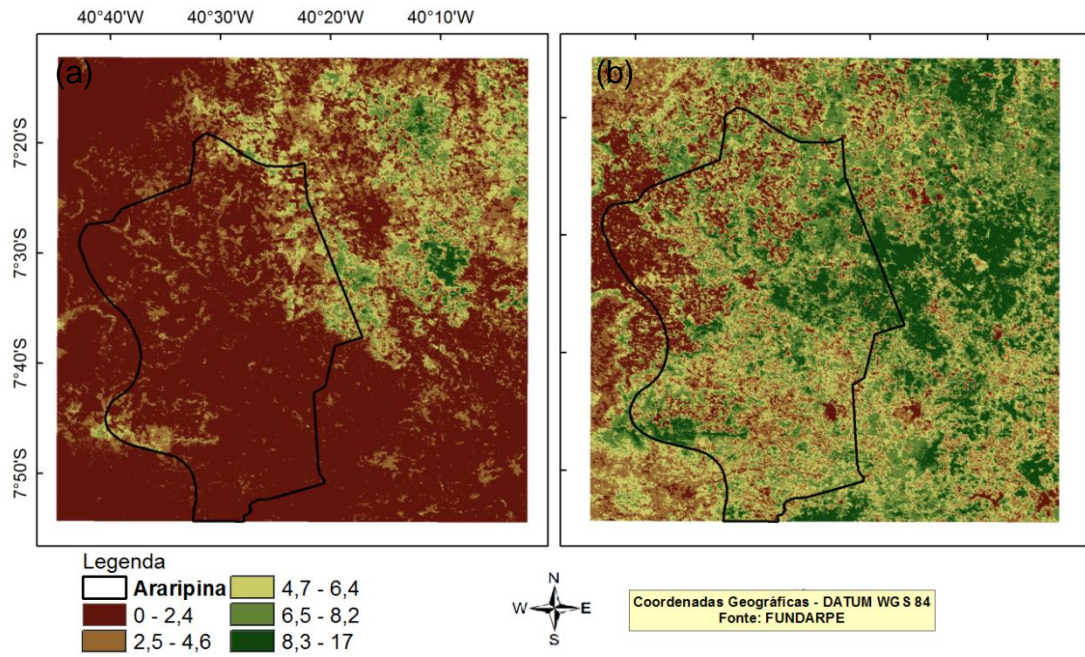 40°40'W 40°30'W 40°20'W 40°10'W
(a)
(b)
7°20'S
7°30'S
7°40'S
7°50'S
Legenda
Araripina
0 - 2,4
2,5 - 4,6
4,7 - 6,4
6,5 - 8,2
8,3 - 17
N
W E
S
Coordenadas Geográficas - DATUM WGS 84
Fonte: FUNDARPE